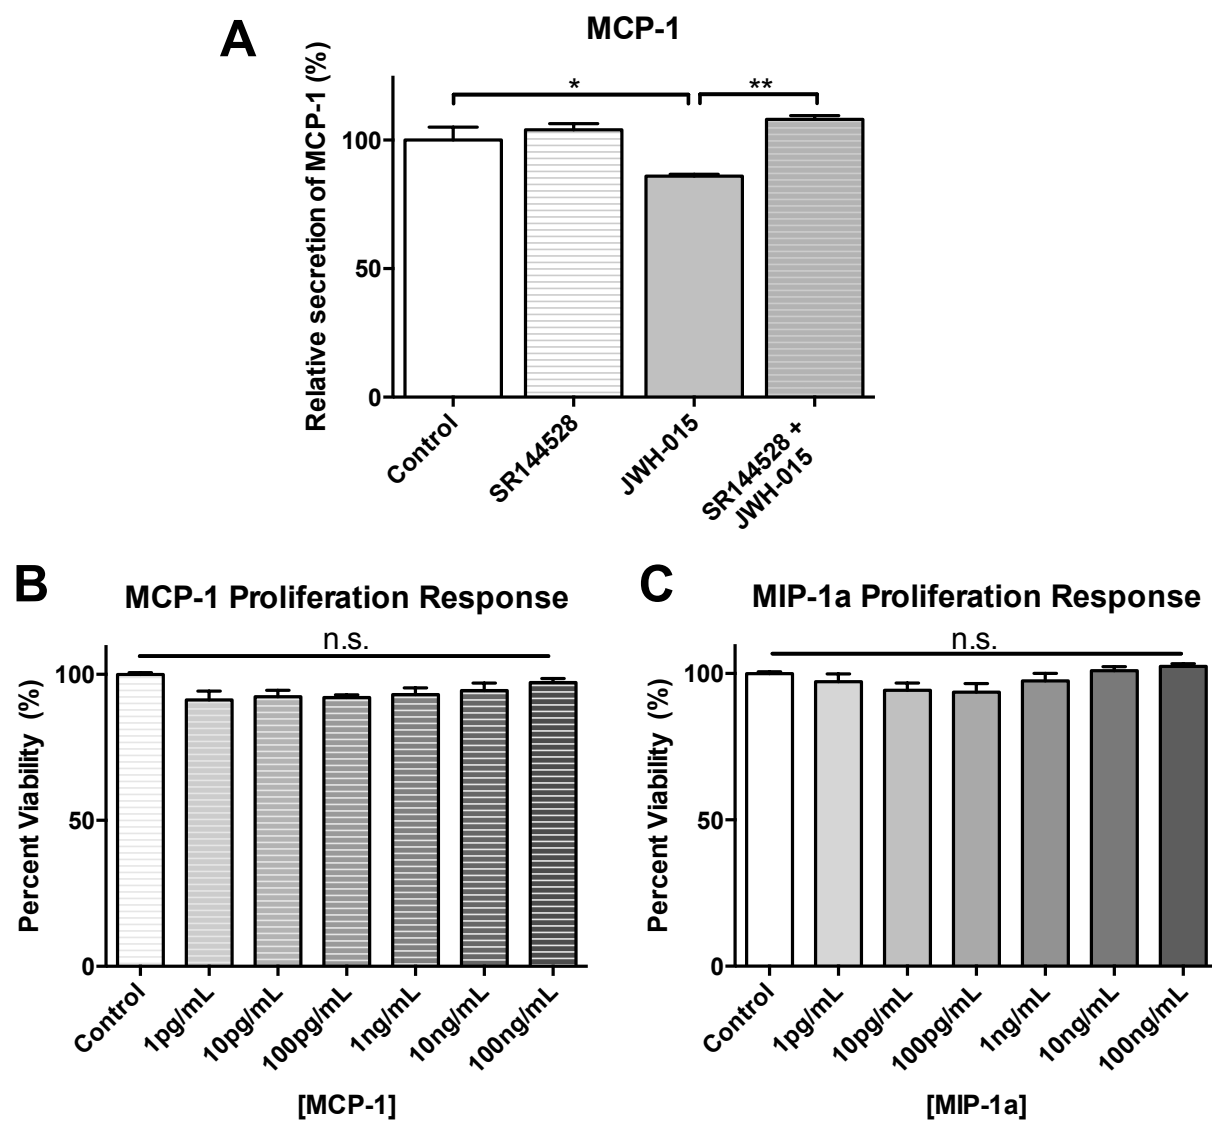 A
MCP-1
Relative secretion of MCP-1 (%)
*
**
100
50
0
Control
SR144528
JWH-015
SR144528 +
JWH-015
B
MCP-1 Proliferation Response
n.s.
Percent Viability (%)
100
50
0
Control
1pg/mL
10pg/mL
100pg/mL
1ng/mL
10ng/mL
100ng/mL
[MCP-1]
C
MIP-1a Proliferation Response
n.s.
Percent Viability (%)
100
50
0
Control
1pg/mL
10pg/mL
100pg/mL
1ng/mL
10ng/mL
100ng/mL
[MIP-1a]